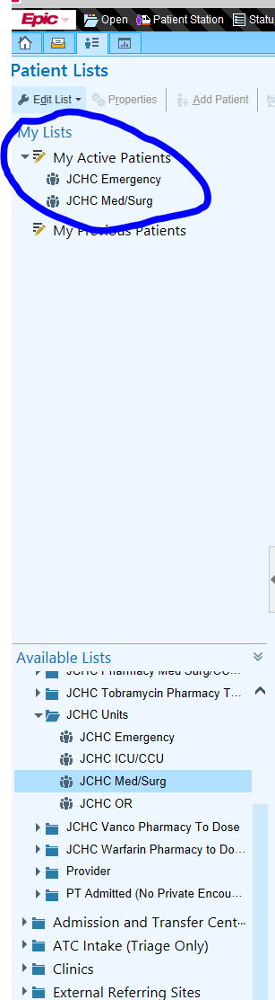 Epic Open Patient Station Statu
Patient Lists
Edit List Properties Add Patient
My Lists
My Active Patients
JCHC Emergency
JCHC Med/Surg
My Previous Patients
Available Lists
JCHC Pharmacy Med Surg/CC...
JCHC Tobramycin Pharmacy T...
JCHC Units
JCHC Emergency
JCHC ICU/CCU
JCHC Med/Surg
JCHC OR
JCHC Vanco Pharmacy To Dose
JCHC Warfarin Pharmacy to Do...
Provider
PT Admitted (No Private Encou...
Admission and Transfer Cent...
ATC Intake (Triage Only)
Clinics
External Referring Sites